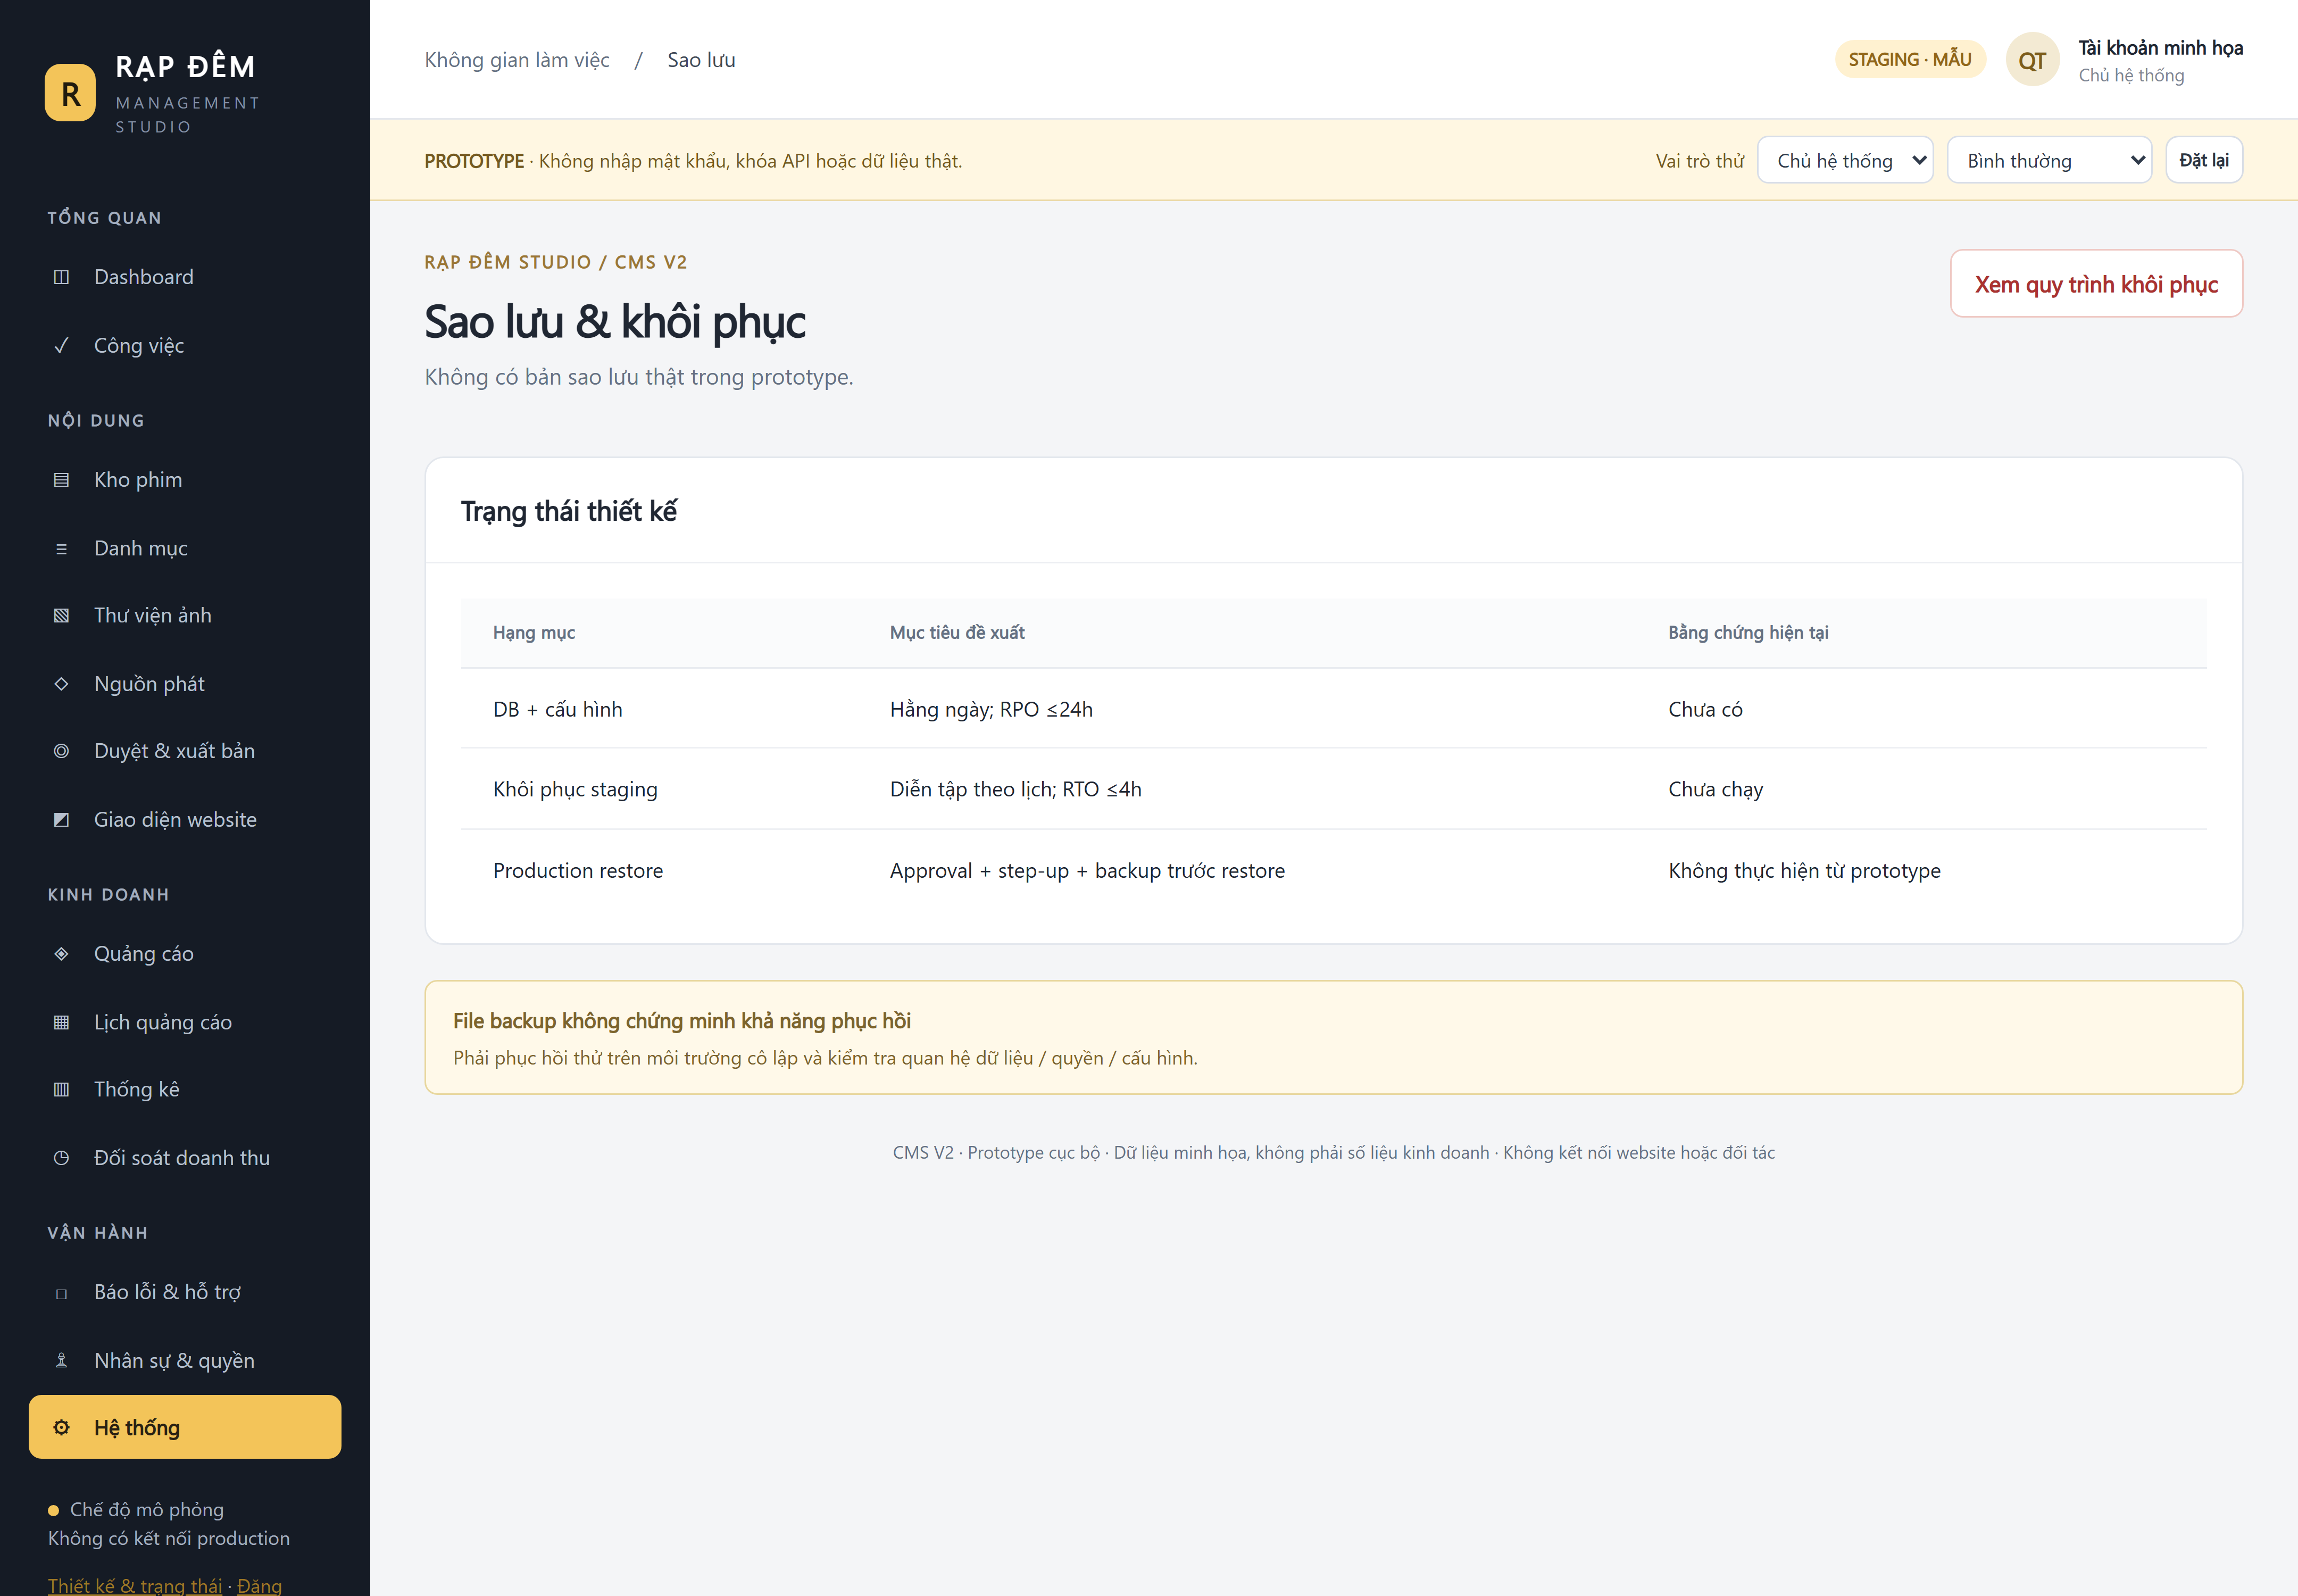 R
RẠP ĐÊM
MANAGEMENT
STUDIO
TỔNG QUAN
Dashboard
Công việc
NỘI DUNG
Kho phim
Danh mục
Thư viện ảnh
Nguồn phát
Duyệt & xuất bản
Giao diện website
KINH DOANH
Quảng cáo
Lịch quảng cáo
Thống kê
Đối soát doanh thu
VẬN HÀNH
Báo lỗi & hỗ trợ
Nhân sự & quyền
Hệ thống
Chế độ mô phỏng
Không có kết nối production
Thiết kế & trạng thái · Đăng
Không gian làm việc / Sao lưu
STAGING · MẪU
QT
Tài khoản minh họa
Chủ hệ thống
PROTOTYPE · Không nhập mật khẩu, khóa API hoặc dữ liệu thật.
Vai trò thử
Chủ hệ thống
Bình thường
Đặt lại
RẠP ĐÊM STUDIO / CMS V2
Sao lưu & khôi phục
Không có bản sao lưu thật trong prototype.
Xem quy trình khôi phục
Trạng thái thiết kế
Hạng mục Mục tiêu đề xuất Bằng chứng hiện tại
DB + cấu hình Hằng ngày; RPO ≤24h Chưa có
Khôi phục staging Diễn tập theo lịch; RTO ≤4h Chưa chạy
Production restore Approval + step-up + backup trước restore Không thực hiện từ prototype
File backup không chứng minh khả năng phục hồi
Phải phục hồi thử trên môi trường cô lập và kiểm tra quan hệ dữ liệu / quyền / cấu hình.
CMS V2 · Prototype cục bộ · Dữ liệu minh họa, không phải số liệu kinh doanh · Không kết nối website hoặc đối tác